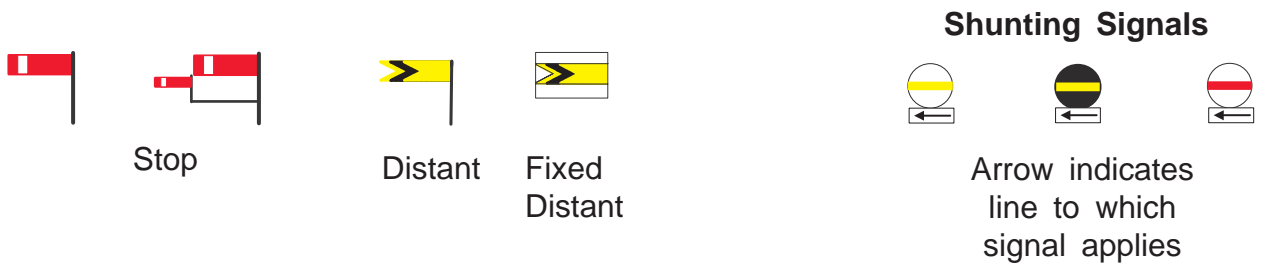 Shunting Signals
Stop
Distant
Fixed
Distant
Arrow indicates
line to which
signal applies